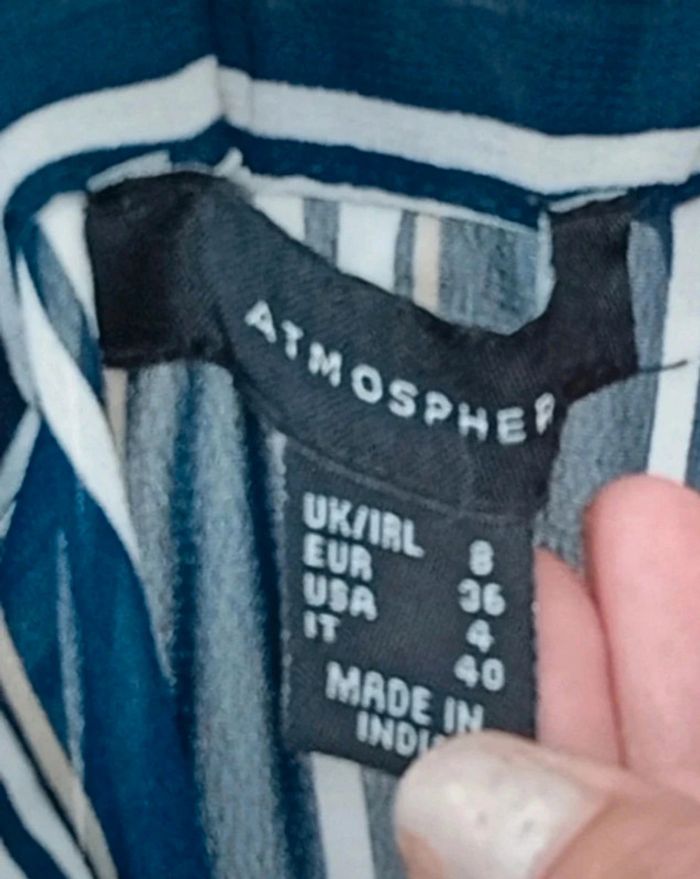 ATMOSPHER
UK/IRL 8
EUR 36
USA 4
IT 40
MADE IN
INDI